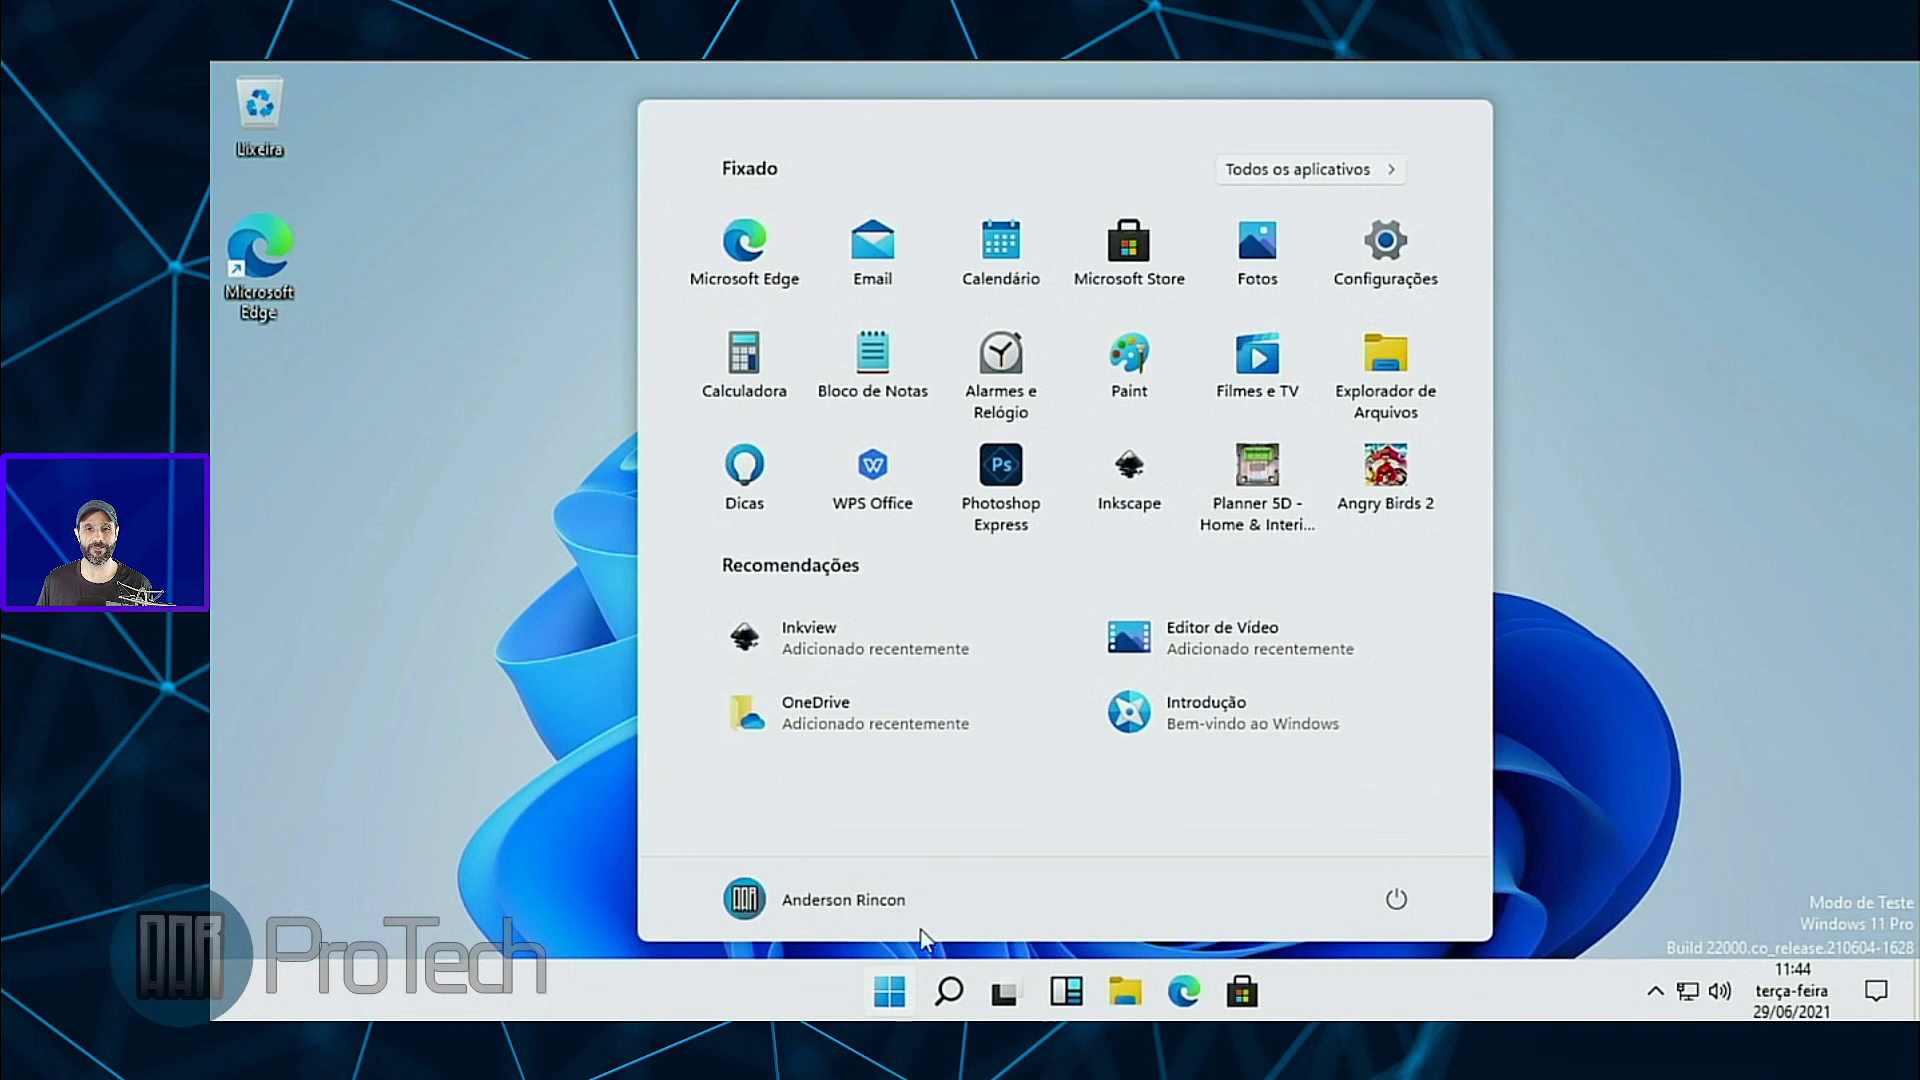 Lixeira
Microsoft
Edge
Fixado
Todos os aplicativos
Microsoft Edge
Email
Calendário
Microsoft Store
Fotos
Configurações
Calculadora
Bloco de Notas
Alarmes e
Relógio
Paint
Filmes e TV
Explorador de
Arquivos
Dicas
WPS Office
Ps
Photoshop
Express
Inkscape
Planner 5D -
Home & Interi...
Angry Birds 2
Recomendações
Inkview
Adicionado recentemente
Editor de Vídeo
Adicionado recentemente
OneDrive
Adicionado recentemente
Introdução
Bem-vindo ao Windows
Anderson Rincon
Modo de Teste
Windows 11 Pro
Build 22000.co_release.210604-1628
AAR ProTech
11:44
terça-feira
29/06/2021